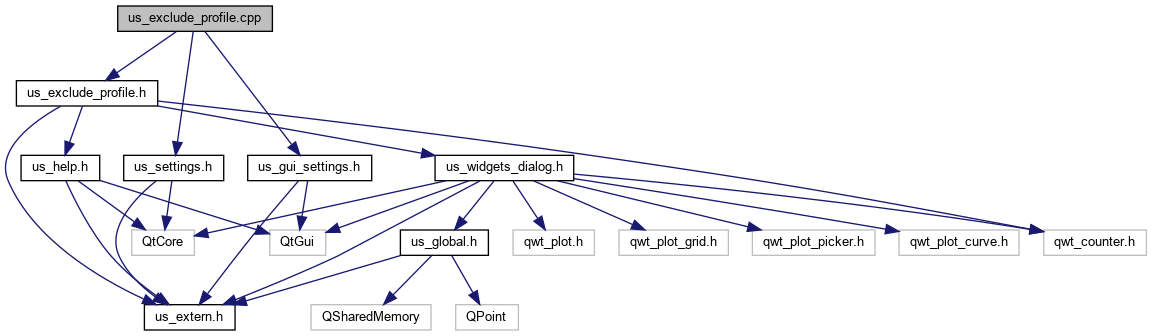 us_exclude_profile.cpp
us_exclude_profile.h
us_help.h
us_settings.h
us_gui_settings.h
us_widgets_dialog.h
QtCore
QtGui
us_global.h
qwt_plot.h
qwt_plot_grid.h
qwt_plot_picker.h
qwt_plot_curve.h
qwt_counter.h
us_extern.h
QSharedMemory
QPoint